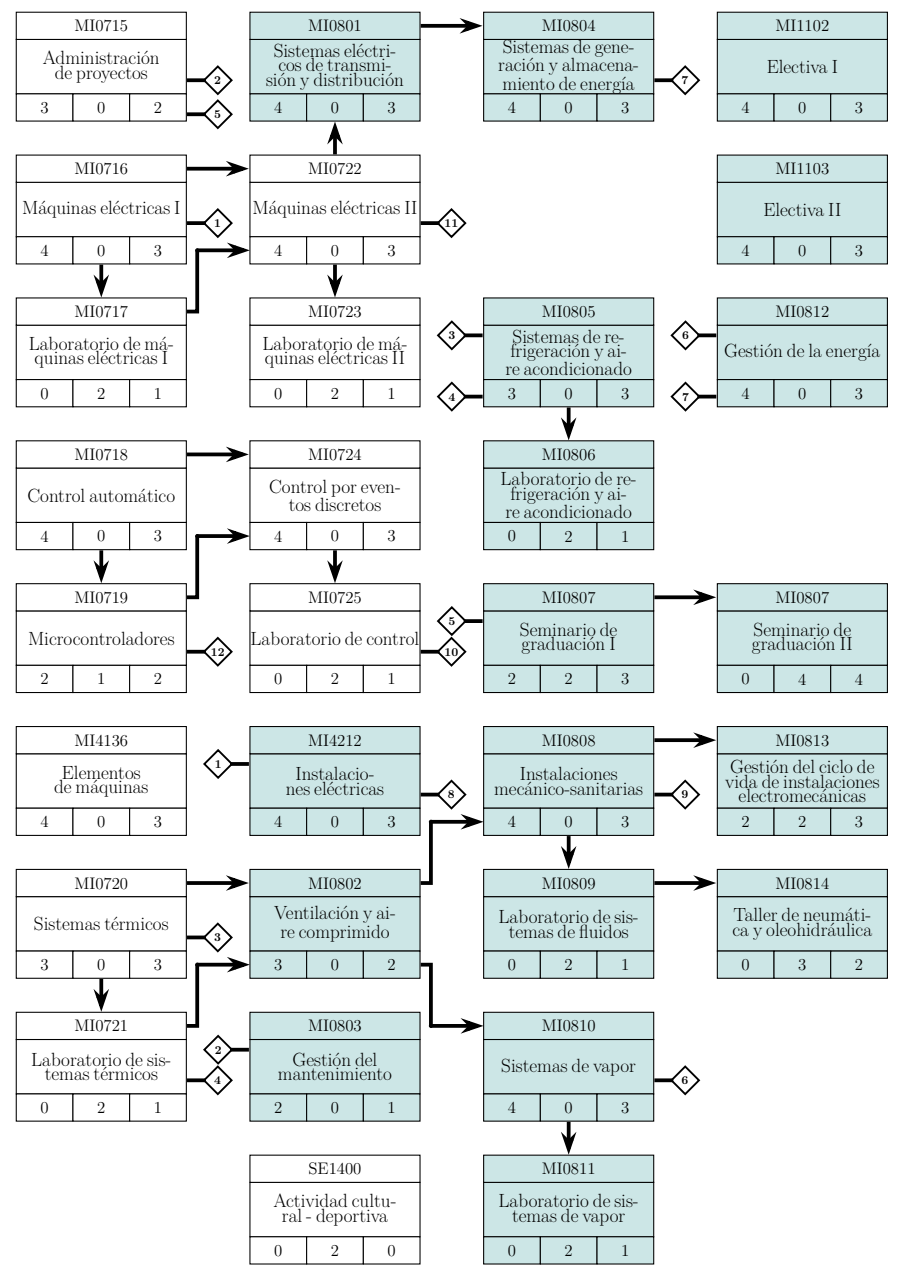 MI0715
Administración
de proyectos
2
3 0 2
5
MI0801
Sistemas eléctri-
cos de transmi-
sión y distribución
4 0 3
MI0804
Sistemas de gene-
ración y almacena-
miento de energía
7
4 0 3
MI1102
Electiva I
4 0 3
MI0716
Máquinas eléctricas I
1
4 0 3
MI0722
Máquinas eléctricas II
11
4 0 3
MI1103
Electiva II
4 0 3
MI0717
Laboratorio de má-
quinas eléctricas I
0 2 1
MI0723
Laboratorio de má-
quinas eléctricas II
0 2 1
MI0805
3
Sistemas de re-
frigeración y ai-
re acondicionado
4
3 0 3
MI0812
6
Gestión de la energía
7
4 0 3
MI0718
Control automático
4 0 3
MI0724
Control por even-
tos discretos
4 0 3
MI0806
Laboratorio de re-
frigeración y ai-
re acondicionado
0 2 1
MI0719
Microcontroladores
12
2 1 2
MI0725
Laboratorio de control
10
0 2 1
MI0807
5
Seminario de
graduación I
2 2 3
MI0807
Seminario de
graduación II
0 4 4
MI4136
Elementos
de máquinas
4 0 3
MI4212
1
Instalacio-
nes eléctricas
8
4 0 3
MI0808
Instalaciones
mecánico-sanitarias
9
4 0 3
MI0813
Gestión del ciclo de
vida de instalaciones
electromecánicas
2 2 3
MI0720
Sistemas térmicos
3
3 0 3
MI0802
Ventilación y ai-
re comprimido
3 0 2
MI0809
Laboratorio de sis-
temas de fluidos
0 2 1
MI0814
Taller de neumáti-
ca y oleohidráulica
0 3 2
MI0721
Laboratorio de sis-
temas térmicos
4
0 2 1
MI0803
2
Gestión del
mantenimiento
2 0 1
MI0810
Sistemas de vapor
6
4 0 3
SE1400
Actividad cultu-
ral - deportiva
0 2 0
MI0811
Laboratorio de sis-
temas de vapor
0 2 1